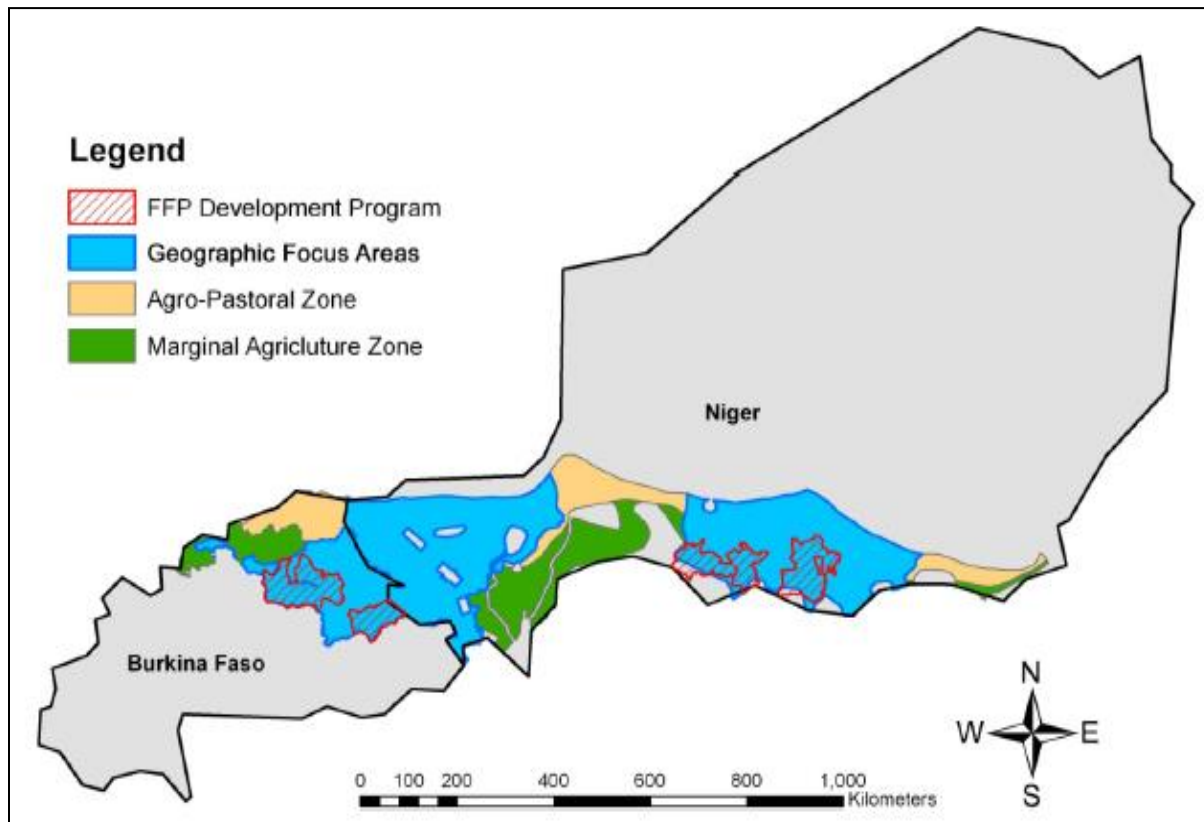 Legend
FFP Development Program
Geographic Focus Areas
Agro-Pastoral Zone
Marginal Agricluture Zone
Niger
Burkina Faso
N
W E
S
0 100 200 400 600 800 1,000
Kilometers